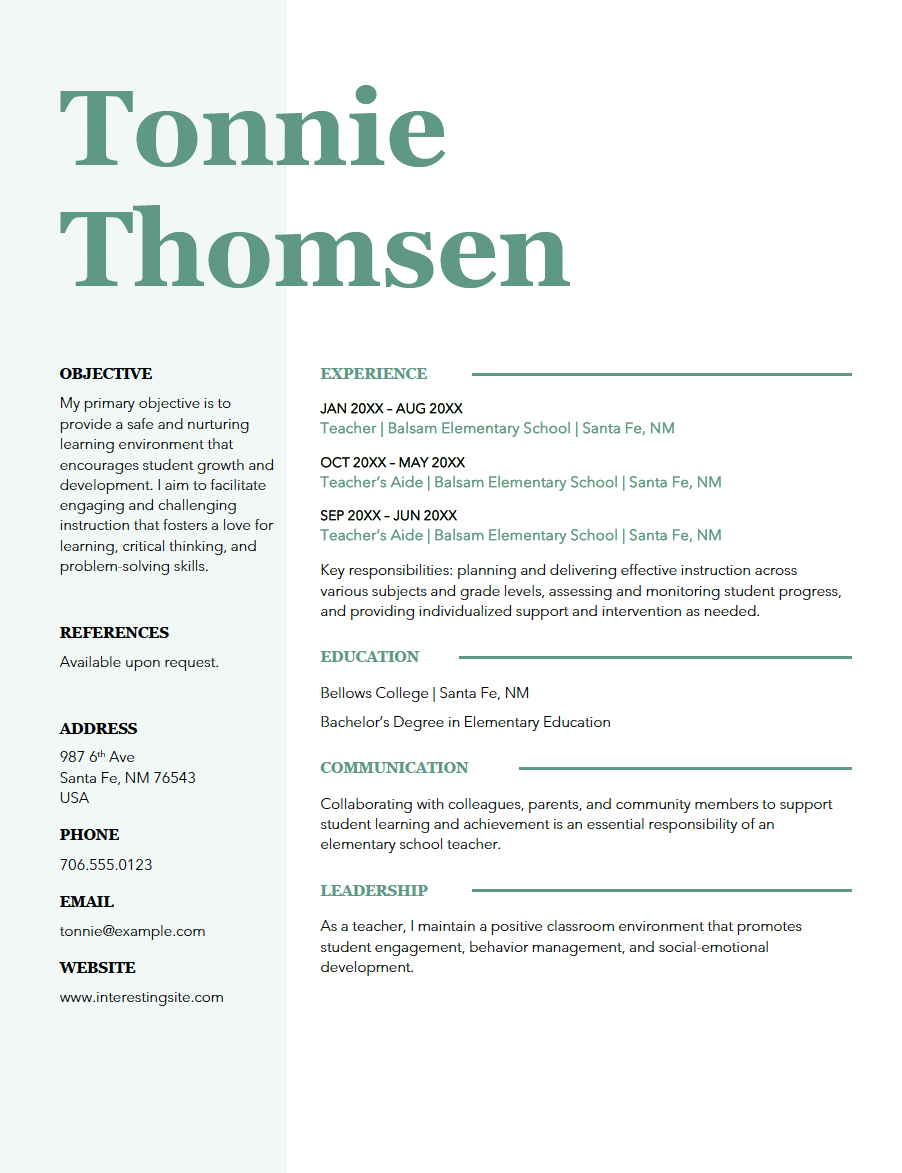 Tonnie
Thomsen
OBJECTIVE
My primary objective is to
provide a safe and nurturing
learning environment that
encourages student growth and
development. I aim to facilitate
engaging and challenging
instruction that fosters a love for
learning, critical thinking, and
problem-solving skills.
REFERENCES
Available upon request.
ADDRESS
987 6th Ave
Santa Fe, NM 76543
USA
PHONE
706.555.0123
EMAIL
tonnie@example.com
WEBSITE
www.interestingsite.com
EXPERIENCE
JAN 20XX – AUG 20XX
Teacher | Balsam Elementary School | Santa Fe, NM
OCT 20XX – MAY 20XX
Teacher’s Aide | Balsam Elementary School | Santa Fe, NM
SEP 20XX – JUN 20XX
Teacher’s Aide | Balsam Elementary School | Santa Fe, NM
Key responsibilities: planning and delivering effective instruction across
various subjects and grade levels, assessing and monitoring student progress,
and providing individualized support and intervention as needed.
EDUCATION
Bellows College | Santa Fe, NM
Bachelor’s Degree in Elementary Education
COMMUNICATION
Collaborating with colleagues, parents, and community members to support
student learning and achievement is an essential responsibility of an
elementary school teacher.
LEADERSHIP
As a teacher, I maintain a positive classroom environment that promotes
student engagement, behavior management, and social-emotional
development.